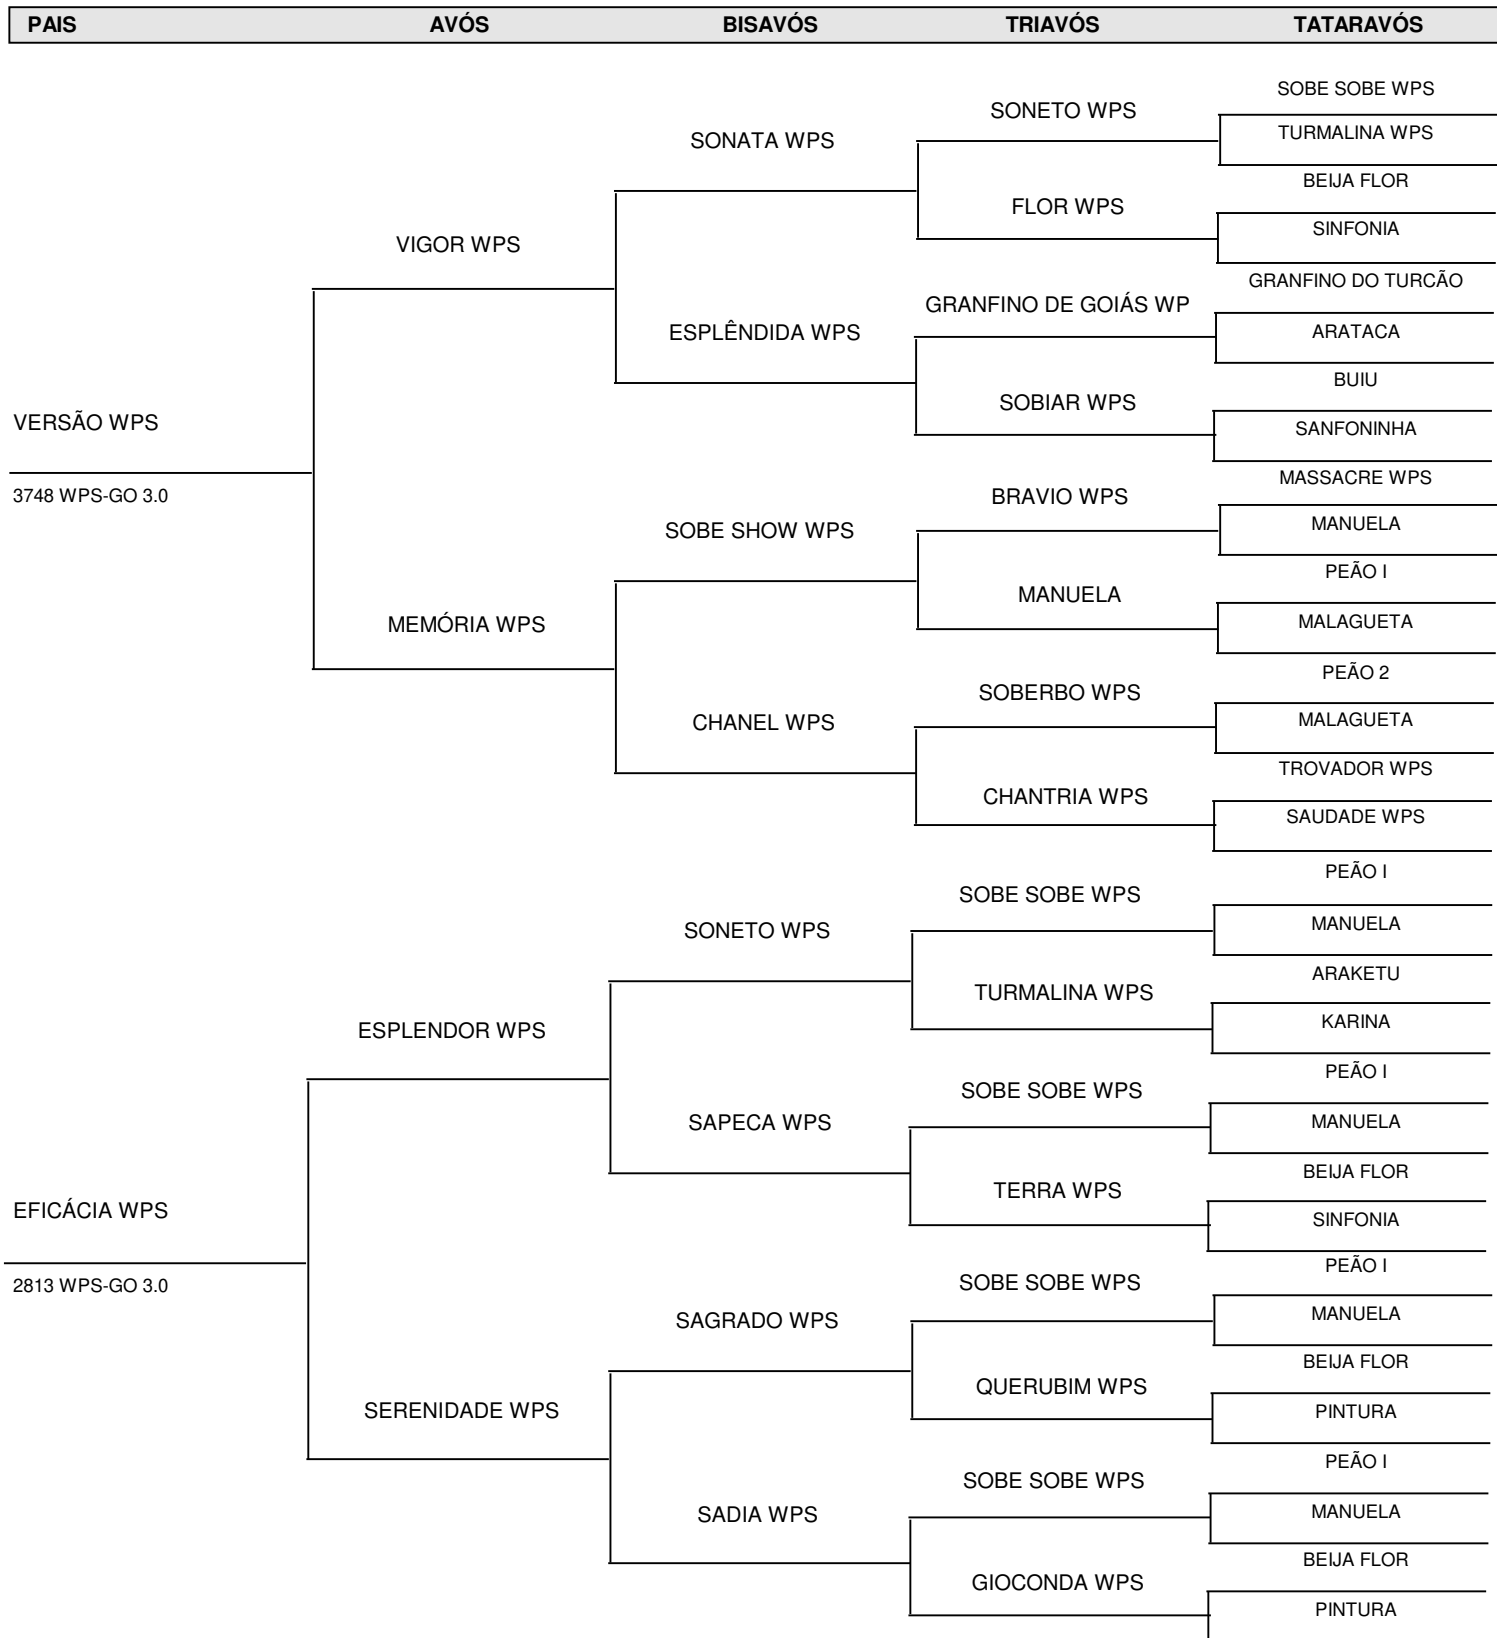 PAIS AVÓS BISAVÓS TRIAVÓS TATARAVÓS
SOBE SOBE WPS
SONETO WPS
TURMALINA WPS
SONATA WPS
BEIJA FLOR
FLOR WPS
SINFONIA
VIGOR WPS
GRANFINO DO TURCÃO
GRANFINO DE GOIÁS WP
ARATACA
ESPLÊNDIDA WPS
BUIU
SOBIAR WPS
SANFONINHA
VERSÃO WPS
3748 WPS-GO 3.0
MASSACRE WPS
BRAVIO WPS
MANUELA
SOBE SHOW WPS
PEÃO I
MANUELA
MALAGUETA
MEMÓRIA WPS
PEÃO 2
SOBERBO WPS
MALAGUETA
CHANEL WPS
TROVADOR WPS
CHANTRIA WPS
SAUDADE WPS
PEÃO I
SOBE SOBE WPS
MANUELA
SONETO WPS
ARAKETU
TURMALINA WPS
KARINA
ESPLENDOR WPS
PEÃO I
SOBE SOBE WPS
MANUELA
SAPECA WPS
BEIJA FLOR
TERRA WPS
SINFONIA
EFICÁCIA WPS
2813 WPS-GO 3.0
PEÃO I
SOBE SOBE WPS
MANUELA
SAGRADO WPS
BEIJA FLOR
QUERUBIM WPS
PINTURA
SERENIDADE WPS
PEÃO I
SOBE SOBE WPS
MANUELA
SADIA WPS
BEIJA FLOR
GIOCONDA WPS
PINTURA